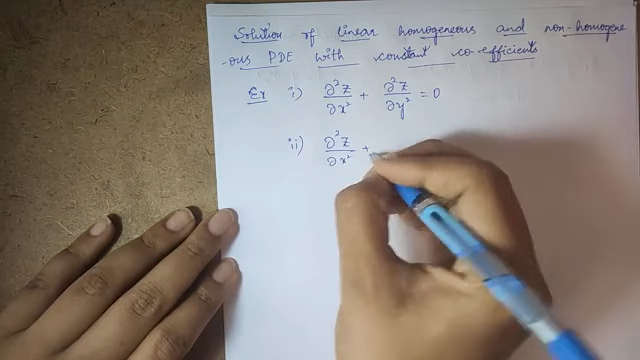 Solution of linear homogeneous and non-homogene
-ous PDE with constant co-efficients
Ex i) ∂²z/∂x² + ∂²z/∂y² = 0
ii) ∂²z/∂x² +